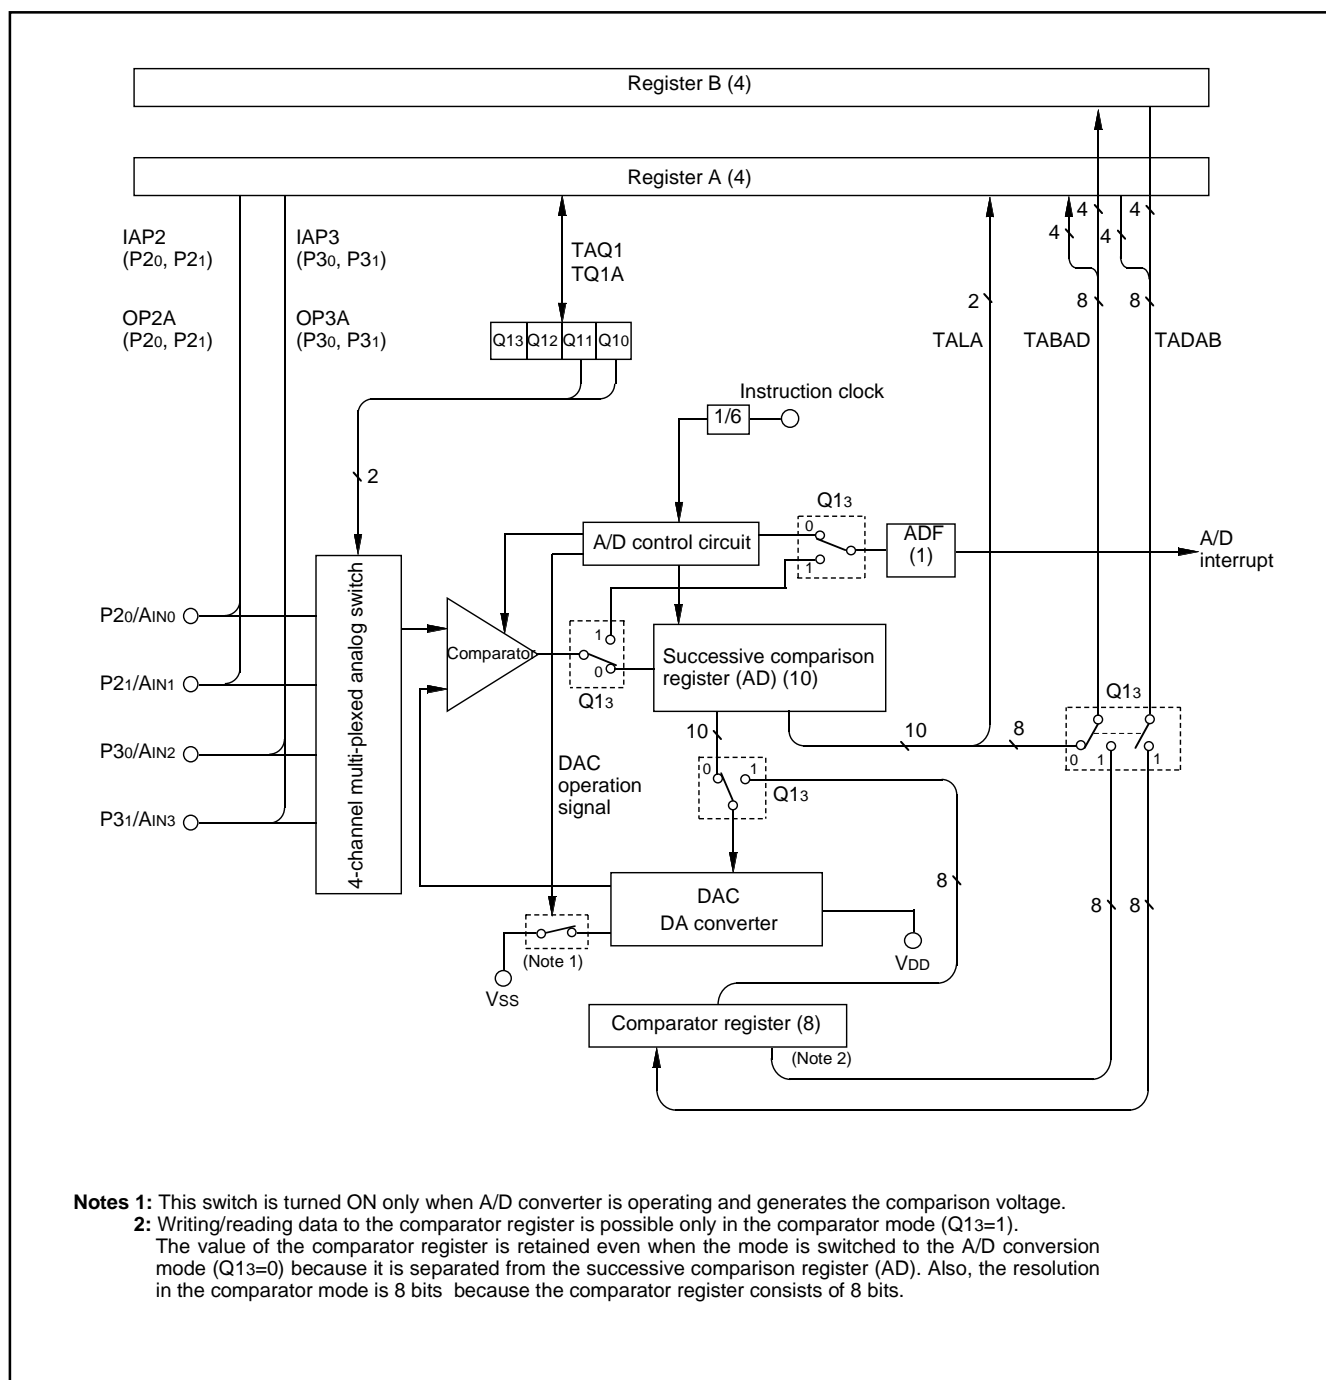 Register B (4)
Register A (4)
IAP2
(P20, P21)
IAP3
(P30, P31)
OP2A
(P20, P21)
OP3A
(P30, P31)
TAQ1
TQ1A
Q13 Q12 Q11 Q10
4 4
4 4
2 8 8
TALA TABAD TADAB
Instruction clock
1/6
2
Q13
0
1
A/D control circuit
ADF
(1)
A/D
interrupt
4-channel multi-plexed analog switch
P20/AIN0
P21/AIN1
P30/AIN2
P31/AIN3
Comparator
1
0
Q13
Successive comparison
register (AD) (10)
Q13
0 1 1
10
10 8
DAC
operation
signal
0 1
Q13
8
8 8
DAC
DA converter
(Note 1)
VSS
VDD
Comparator register (8)
(Note 2)
Notes 1: This switch is turned ON only when A/D converter is operating and generates the comparison voltage.
2: Writing/reading data to the comparator register is possible only in the comparator mode (Q13=1).
The value of the comparator register is retained even when the mode is switched to the A/D conversion
mode (Q13=0) because it is separated from the successive comparison register (AD). Also, the resolution
in the comparator mode is 8 bits because the comparator register consists of 8 bits.